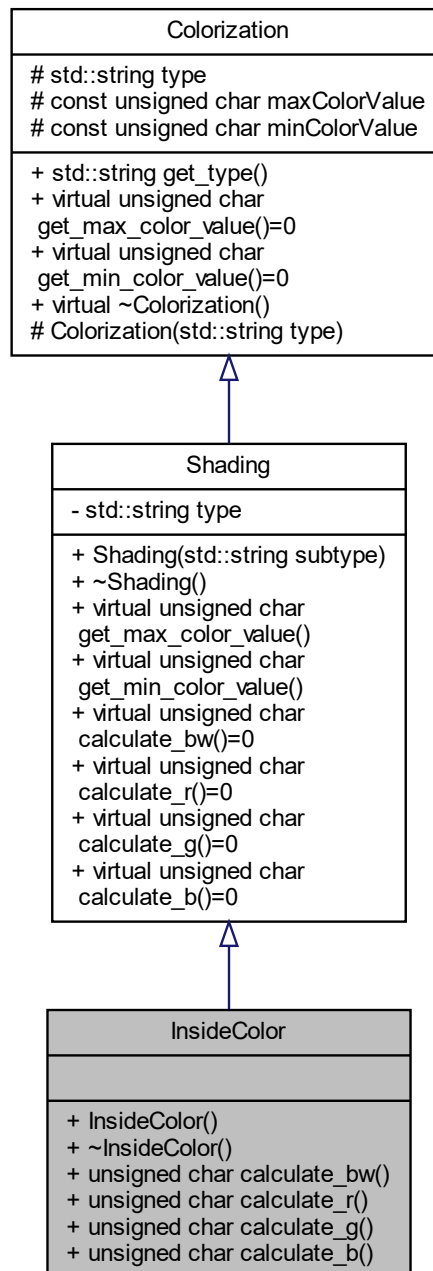 Colorization
# std::string type
# const unsigned char maxColorValue
# const unsigned char minColorValue
+ std::string get_type()
+ virtual unsigned char
get_max_color_value()=0
+ virtual unsigned char
get_min_color_value()=0
+ virtual ~Colorization()
# Colorization(std::string type)
Shading
- std::string type
+ Shading(std::string subtype)
+ ~Shading()
+ virtual unsigned char
get_max_color_value()
+ virtual unsigned char
get_min_color_value()
+ virtual unsigned char
calculate_bw()=0
+ virtual unsigned char
calculate_r()=0
+ virtual unsigned char
calculate_g()=0
+ virtual unsigned char
calculate_b()=0
InsideColor
+ InsideColor()
+ ~InsideColor()
+ unsigned char calculate_bw()
+ unsigned char calculate_r()
+ unsigned char calculate_g()
+ unsigned char calculate_b()